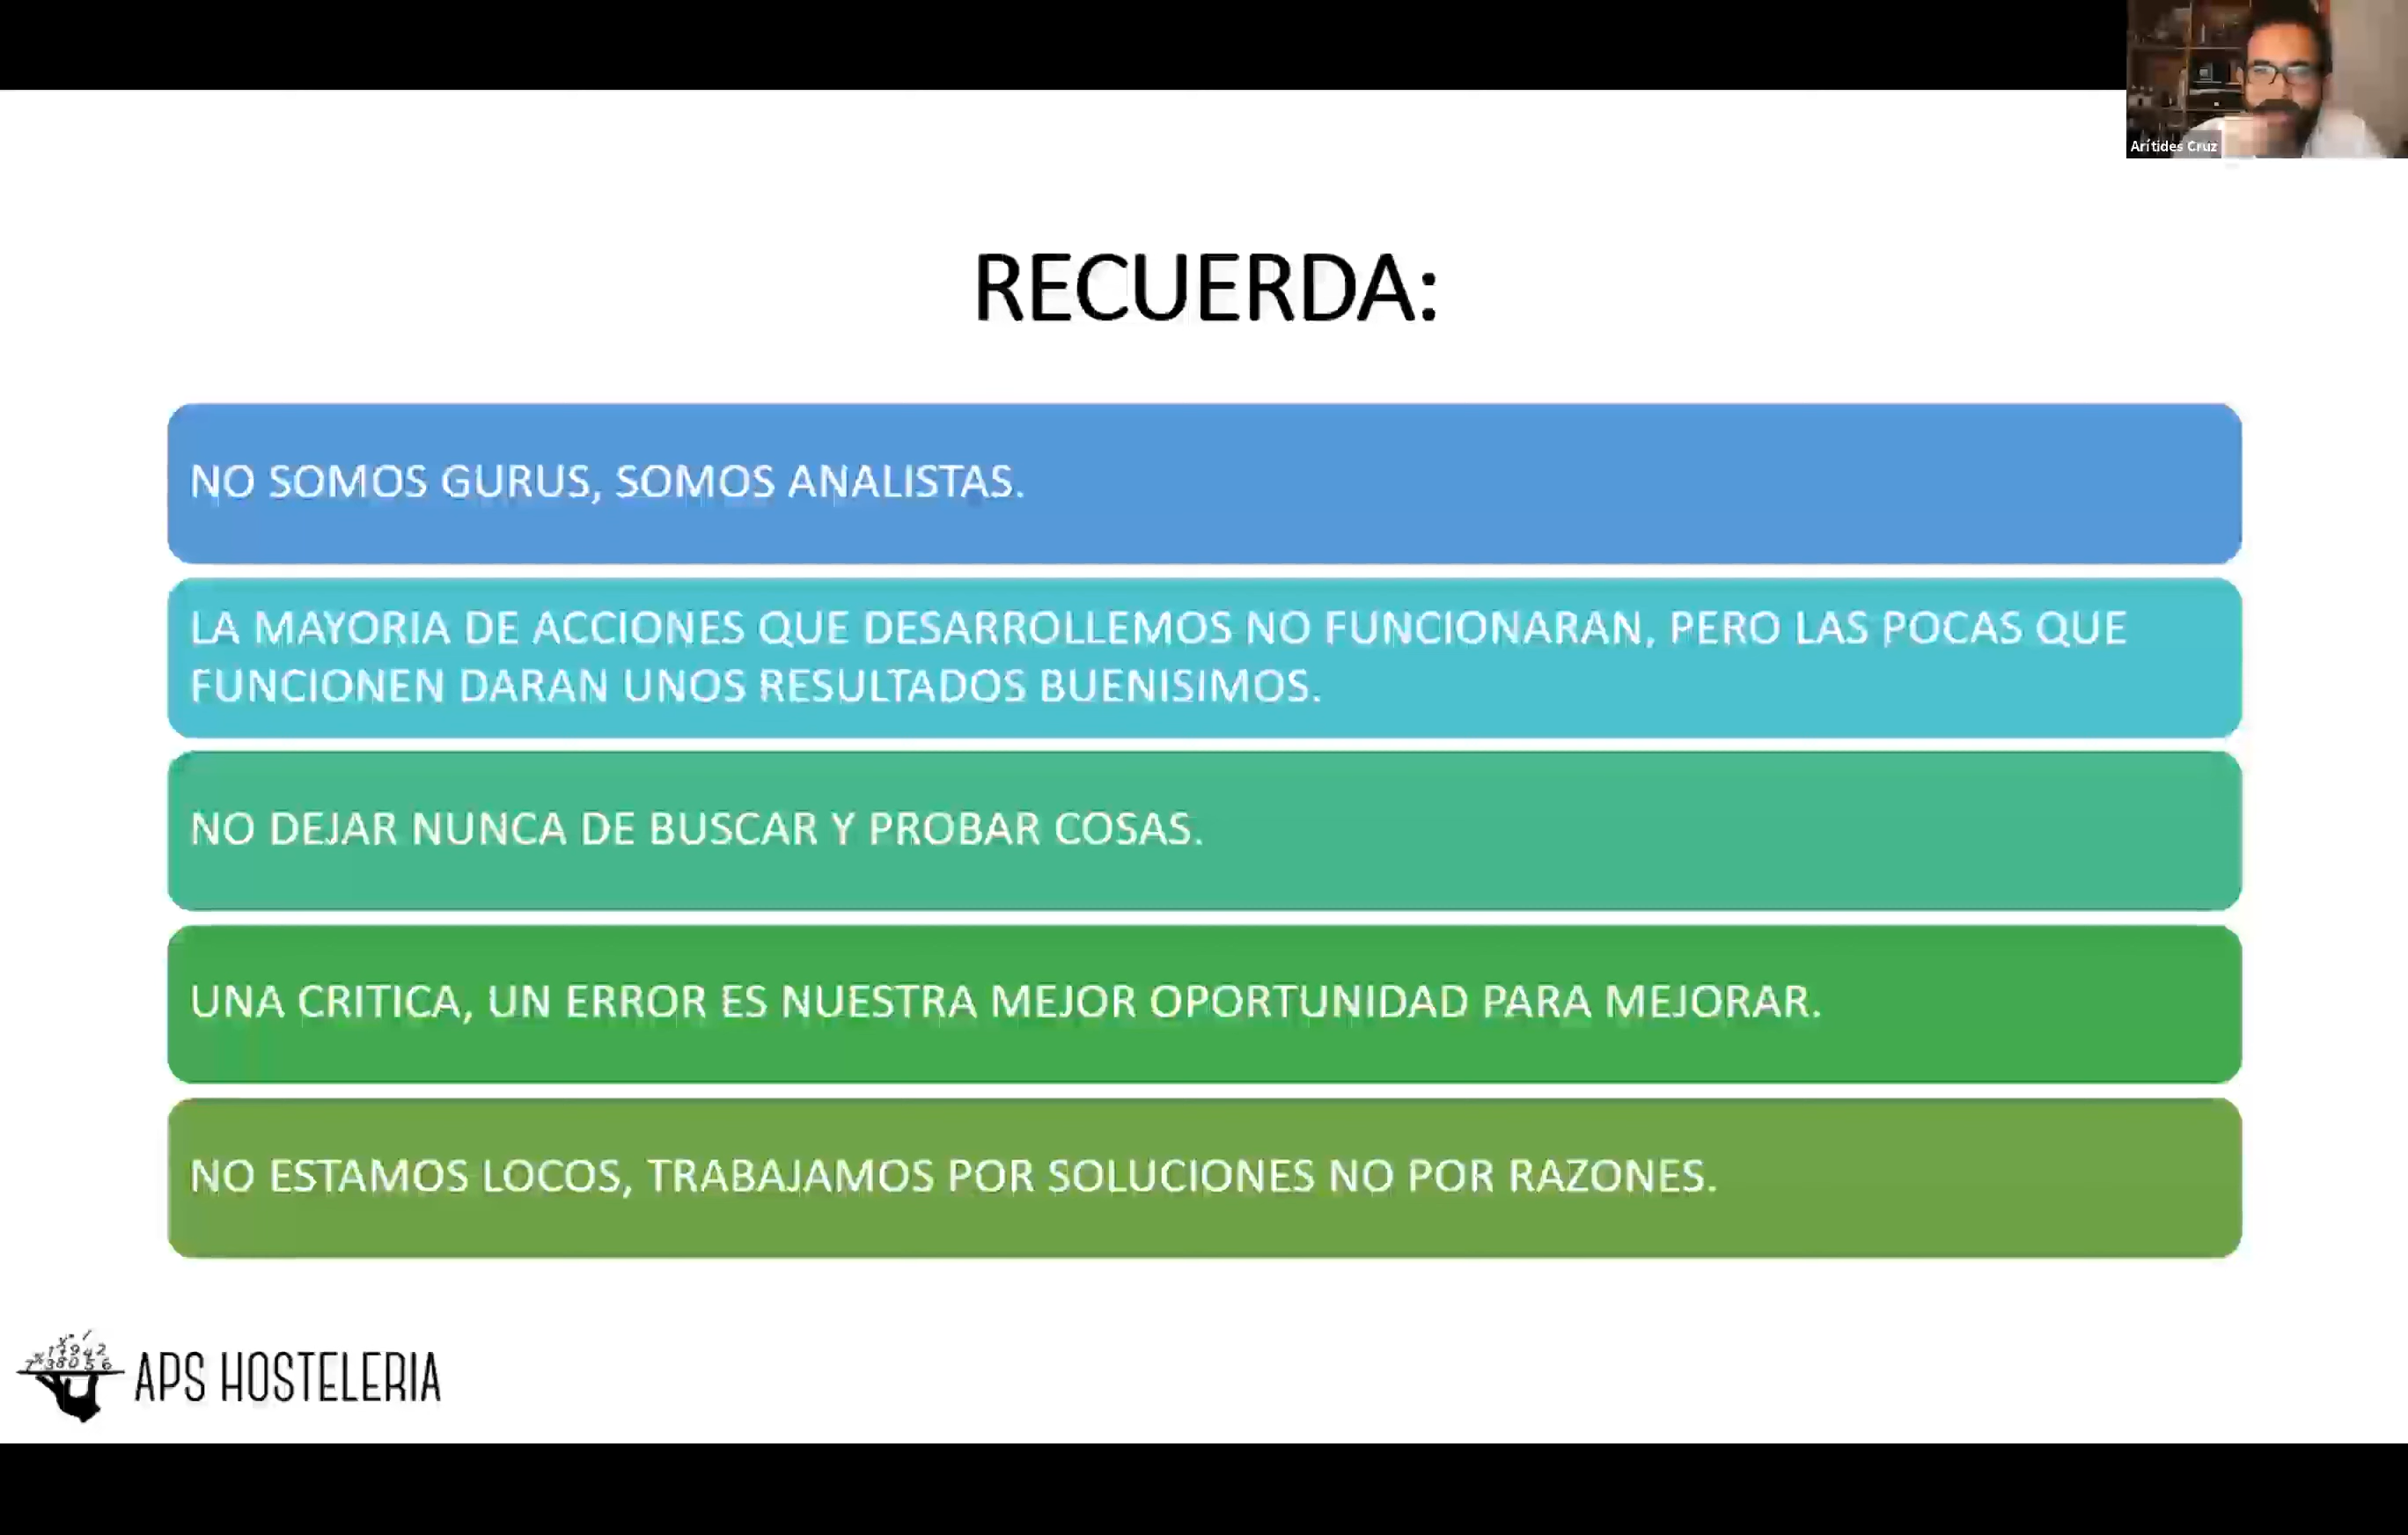 Arítides Cruz
RECUERDA:
NO SOMOS GURUS, SOMOS ANALISTAS.
LA MAYORIA DE ACCIONES QUE DESARROLLEMOS NO FUNCIONARAN, PERO LAS POCAS QUE
FUNCIONEN DARAN UNOS RESULTADOS BUENISIMOS.
NO DEJAR NUNCA DE BUSCAR Y PROBAR COSAS.
UNA CRITICA, UN ERROR ES NUESTRA MEJOR OPORTUNIDAD PARA MEJORAR.
NO ESTAMOS LOCOS, TRABAJAMOS POR SOLUCIONES NO POR RAZONES.
APS HOSTELERIA